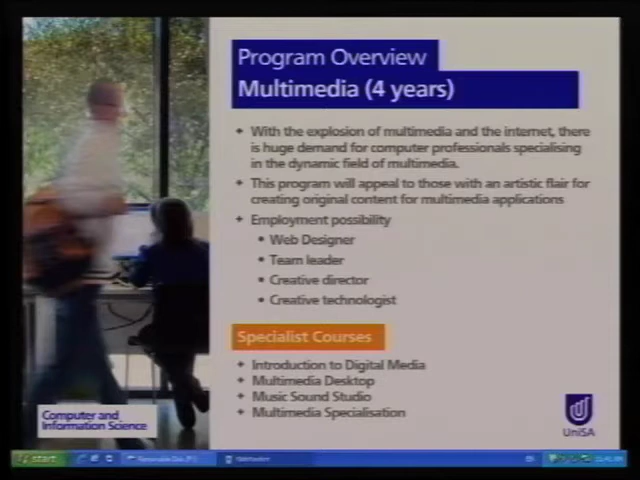 Program Overview
Multimedia (4 years)
With the explosion of multimedia and the internet, there
is huge demand for computer professionals specialising
in the dynamic field of multimedia.
This program will appeal to those with an artistic flair for
creating original content for multimedia applications
Employment possibility
Web Designer
Team leader
Creative director
Creative technologist
Specialist Courses
Introduction to Digital Media
Multimedia Desktop
Music Sound Studio
Multimedia Specialisation
Computer and
Information Science
UniSA
start